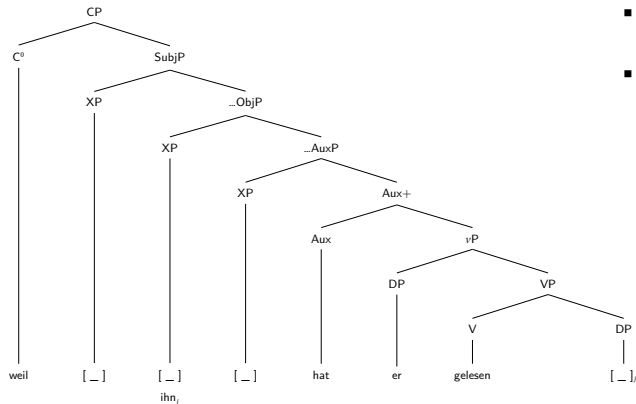 CP
C⁰ SubjP
XP …ObjP
XP …AuxP
XP Aux+
Aux vP
DP VP
V DP
weil [ _ ] [ _ ] [ _ ] hat er gelesen [ _ ]ᵢ
ihnᵢ